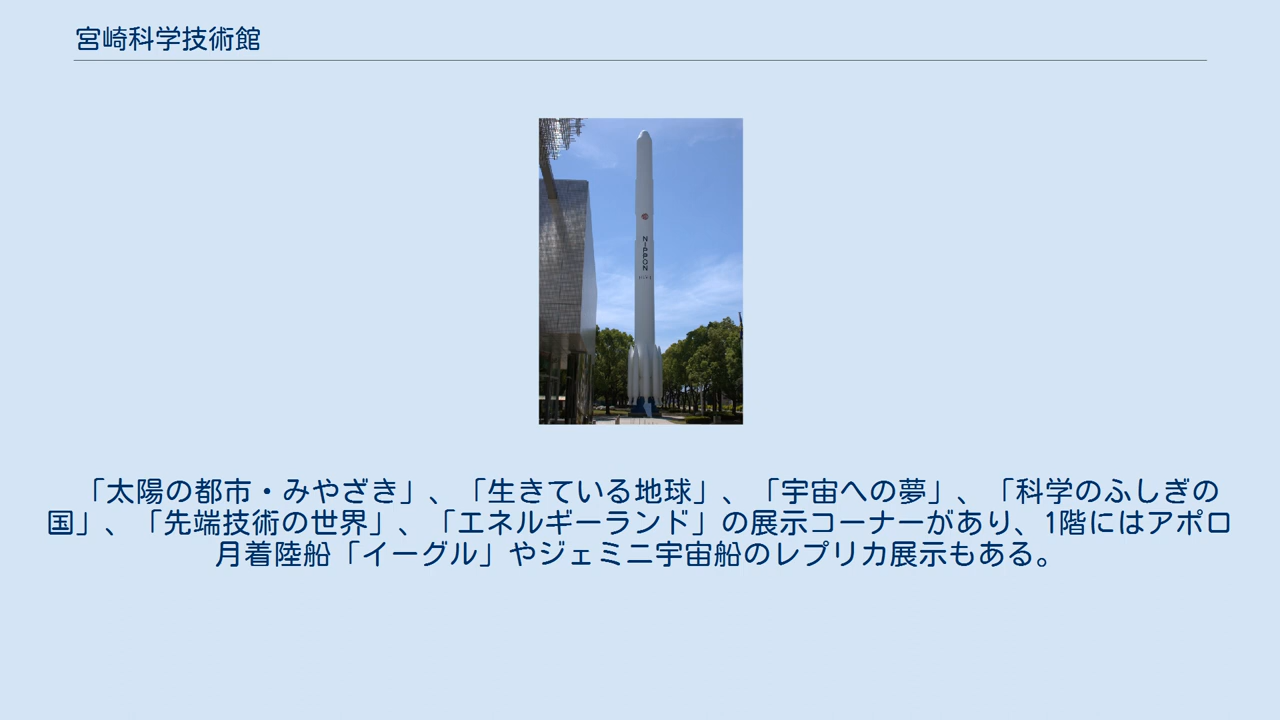 宮崎科学技術館
NIPPON
「太陽の都市・みやざき」、「生きている地球」、「宇宙への夢」、「科学のふしぎの
国」、「先端技術の世界」、「エネルギーランド」の展示コーナーがあり、1階にはアポロ
月着陸船「イーグル」やジェミニ宇宙船のレプリカ展示もある。